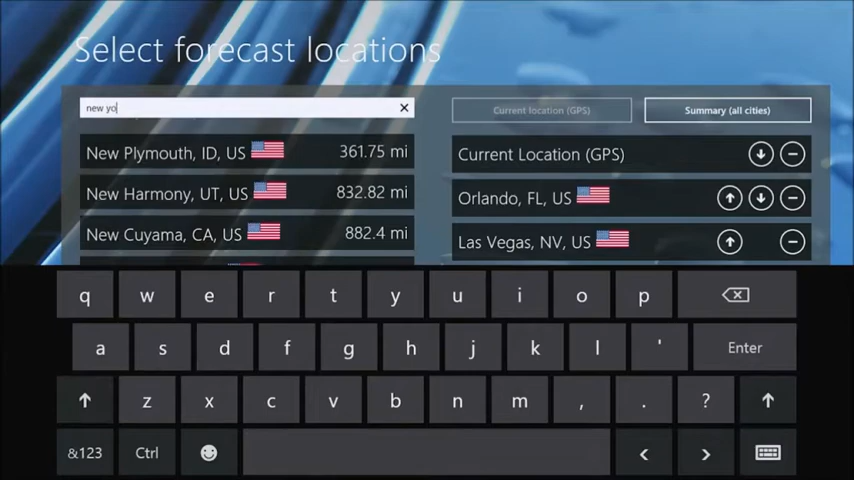 Select forecast locations
new yo
Current location (GPS)
Summary (all cities)
New Plymouth, ID, US 361.75 mi
New Harmony, UT, US 832.82 mi
New Cuyama, CA, US 882.4 mi
Current Location (GPS)
Orlando, FL, US
Las Vegas, NV, US
q w e r t y u i o p
a s d f g h j k l ' Enter
z x c v b n m , . ?
&123 Ctrl < >